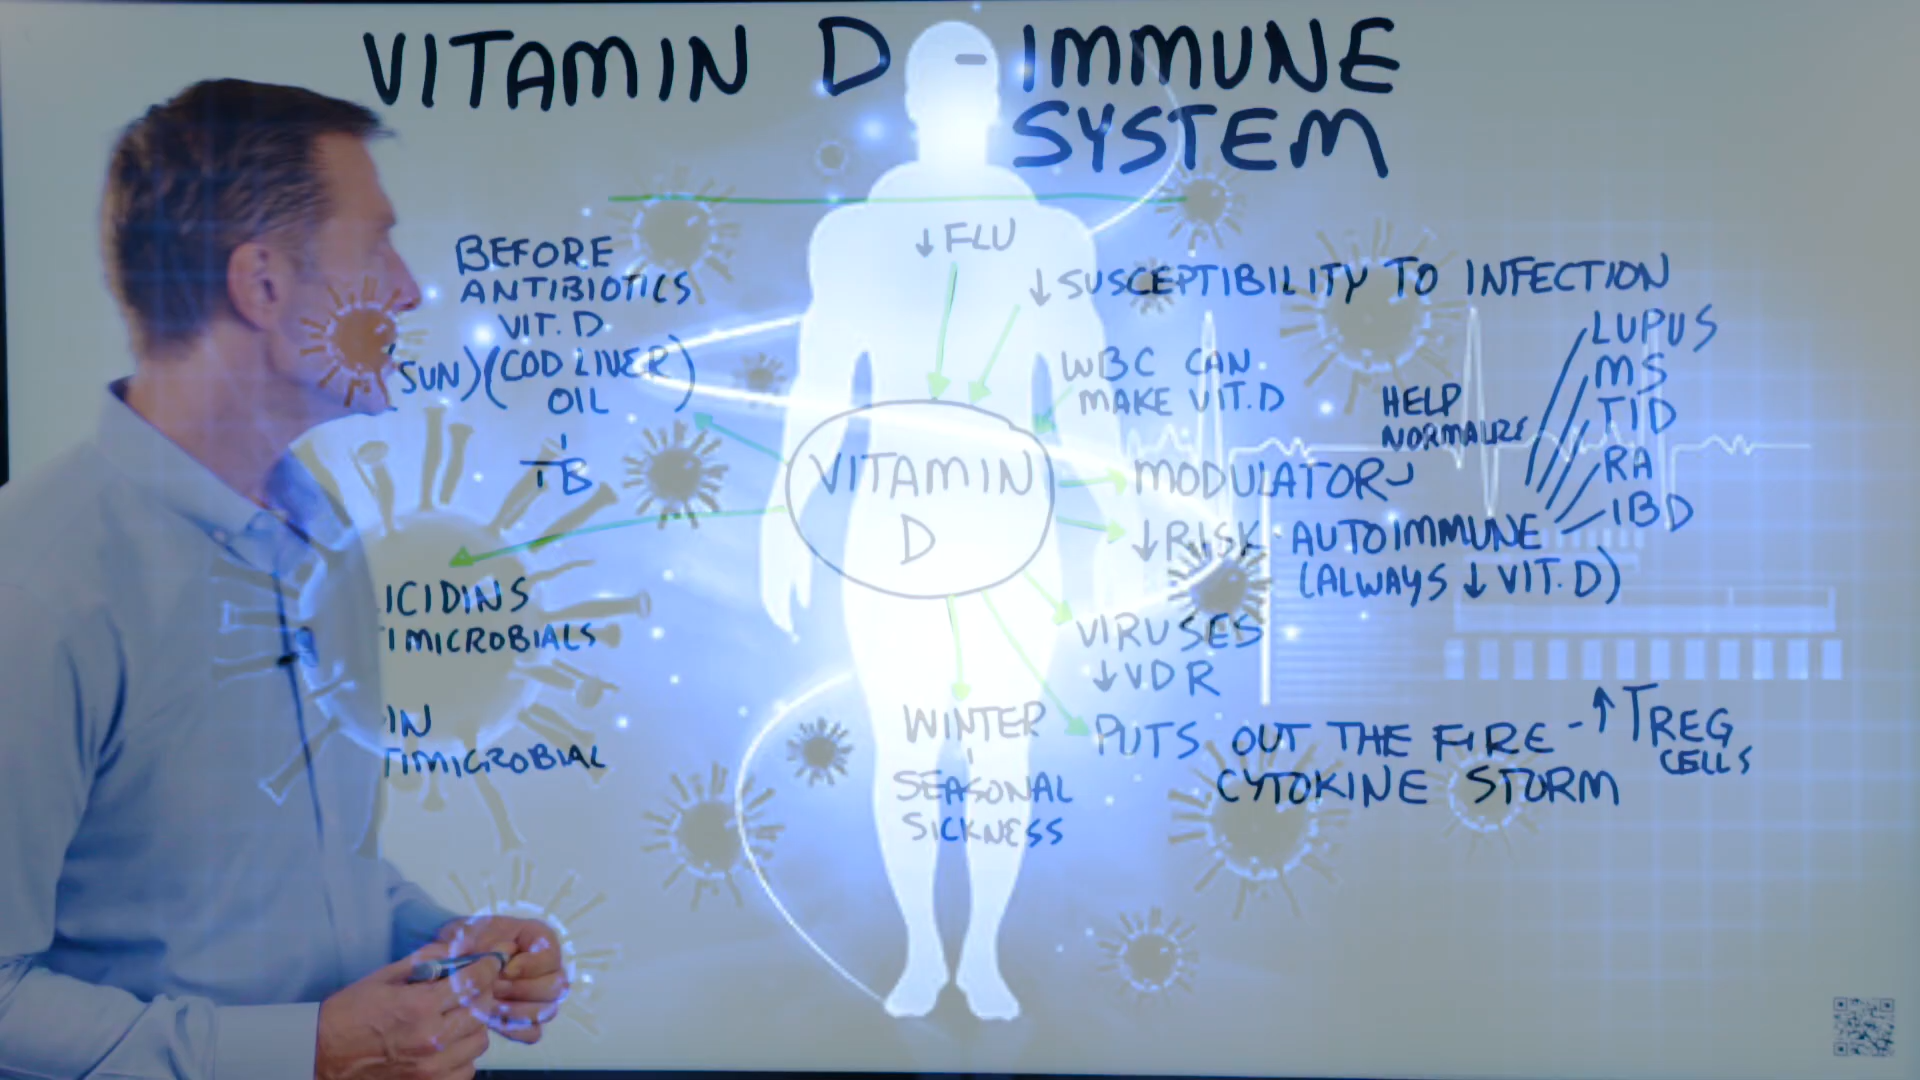 VITAMIN D - IMMUNE
SYSTEM
BEFORE
ANTIBIOTICS
VIT. D
(SUN) (COD LIVER
OIL)
TB
ICIDINS
TIMICROBIALS
IN
TIMICROBIAL
↓ FLU
↓ SUSCEPTIBILITY TO INFECTION
WBC CAN
MAKE VIT. D
VITAMIN
D
MODULATOR
HELP
NORMALIZE
LUPUS
MS
T1D
RA
IBD
↓ RISK AUTOIMMUNE
(ALWAYS ↓ VIT. D)
VIRUSES
↓ VDR
WINTER
SEASONAL
SICKNESS
PUTS OUT THE FIRE - ↑ TREG
CELLS
CYTOKINE STORM